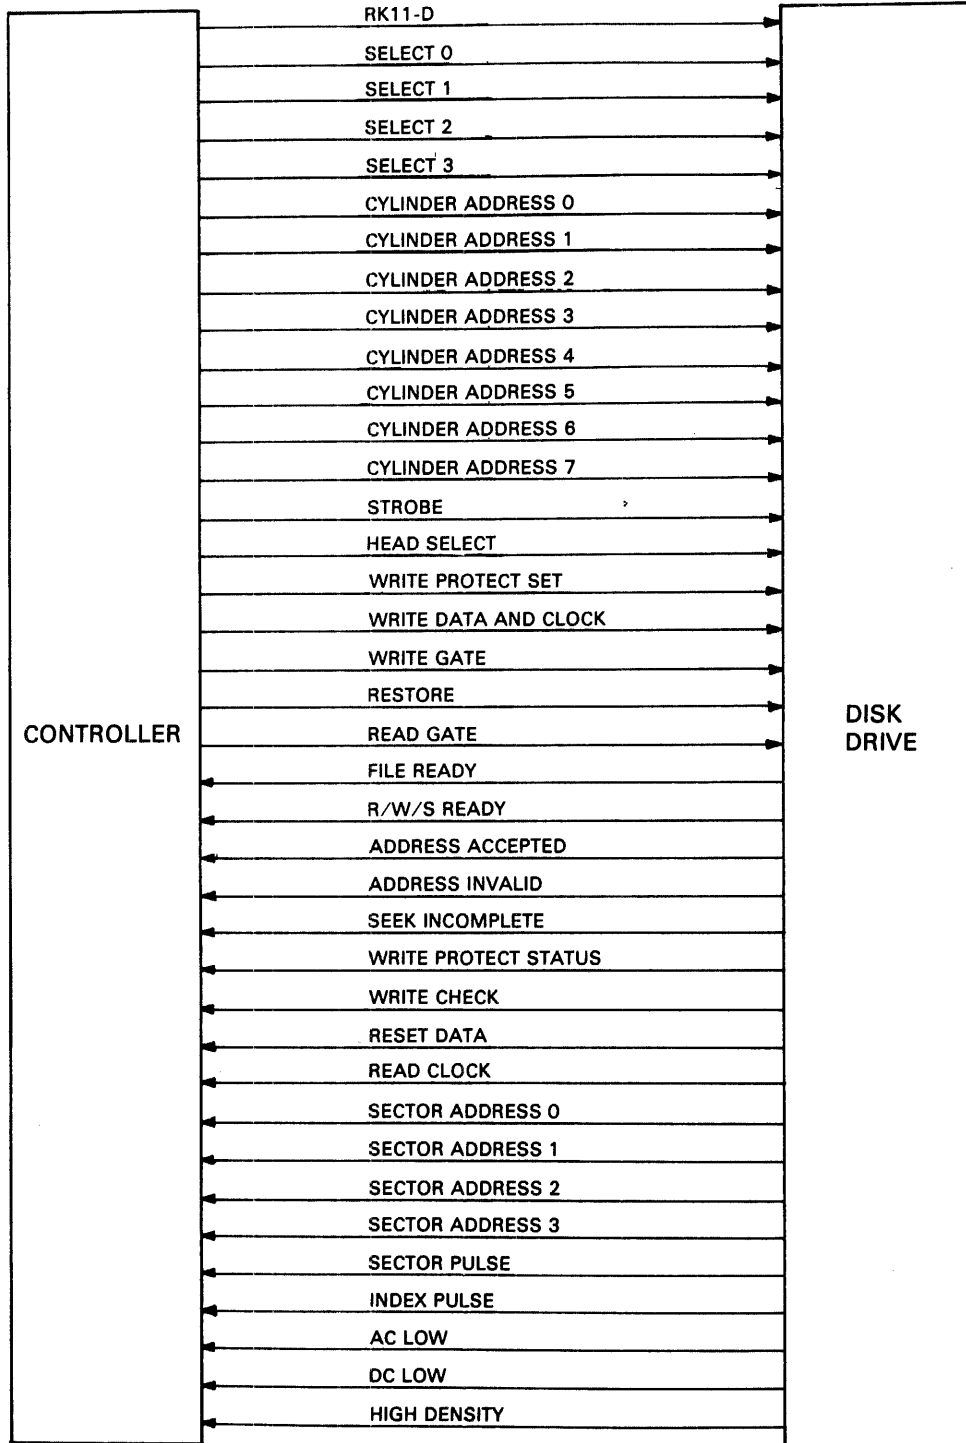 RK11-D
SELECT 0
SELECT 1
SELECT 2
SELECT 3
CYLINDER ADDRESS 0
CYLINDER ADDRESS 1
CYLINDER ADDRESS 2
CYLINDER ADDRESS 3
CYLINDER ADDRESS 4
CYLINDER ADDRESS 5
CYLINDER ADDRESS 6
CYLINDER ADDRESS 7
STROBE
HEAD SELECT
WRITE PROTECT SET
WRITE DATA AND CLOCK
WRITE GATE
RESTORE
CONTROLLER
READ GATE
DISK
DRIVE
FILE READY
R/W/S READY
ADDRESS ACCEPTED
ADDRESS INVALID
SEEK INCOMPLETE
WRITE PROTECT STATUS
WRITE CHECK
RESET DATA
READ CLOCK
SECTOR ADDRESS 0
SECTOR ADDRESS 1
SECTOR ADDRESS 2
SECTOR ADDRESS 3
SECTOR PULSE
INDEX PULSE
AC LOW
DC LOW
HIGH DENSITY